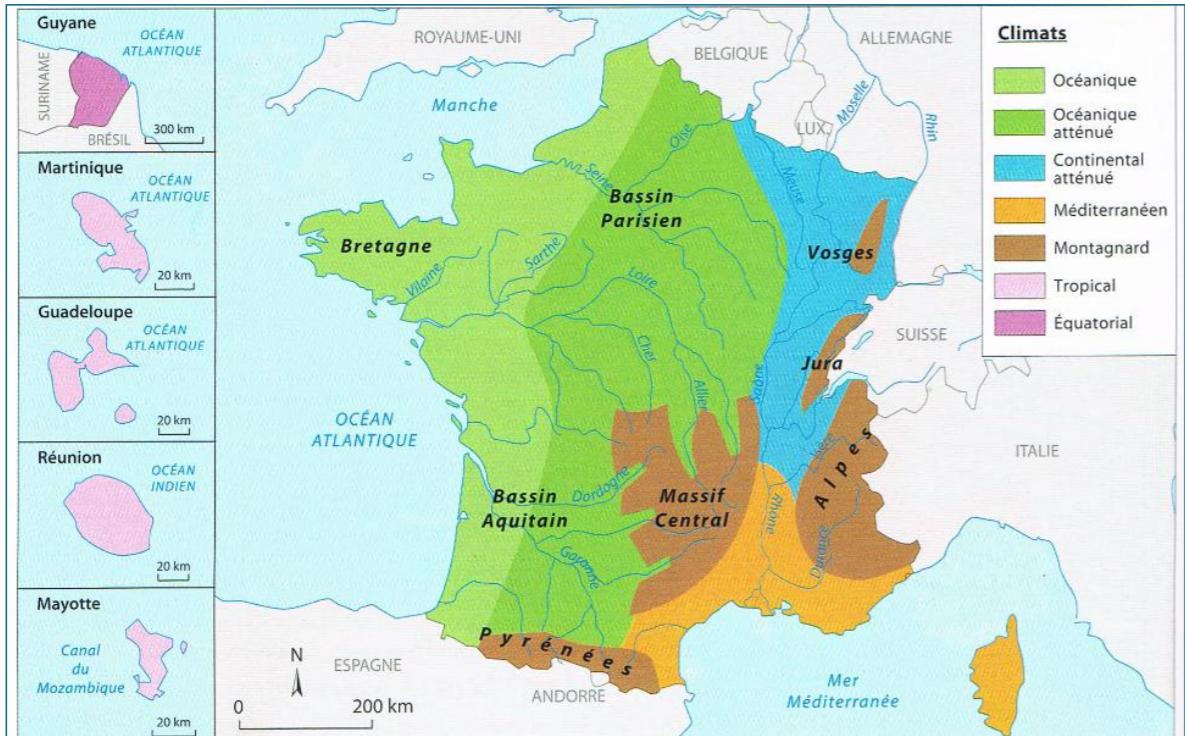 Guyane
OCÉAN
ATLANTIQUE
SURINAME
BRÉSIL
300 km
Martinique
OCÉAN
ATLANTIQUE
20 km
Guadeloupe
OCÉAN
ATLANTIQUE
20 km
Réunion
OCÉAN
INDIEN
20 km
Mayotte
Canal
du
Mozambique
20 km
ROYAUME-UNI
BELGIQUE
ALLEMAGNE
LUX.
Manche
Moselle
Rhin
Oise
Seine
Meuse
Bassin
Parisien
Bretagne
Vosges
Vilaine
Sarthe
Loire
SUISSE
Cher
Allier
Saône
Jura
OCÉAN
ATLANTIQUE
Isère
Alpes
ITALIE
Dordogne
Bassin
Aquitain
Massif
Central
Rhône
Durance
Garonne
Pyrénées
ESPAGNE
ANDORRE
Mer
Méditerranée
N
0
200 km
Climats
Océanique
Océanique
atténué
Continental
atténué
Méditerranéen
Montagnard
Tropical
Équatorial